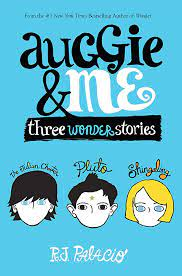 From the #1 New York Times Bestselling Author of Wonder
auggie
& ME
three WONDER stories
The Julian Chapter
Pluto
Shingaling
R.J. PALACIO